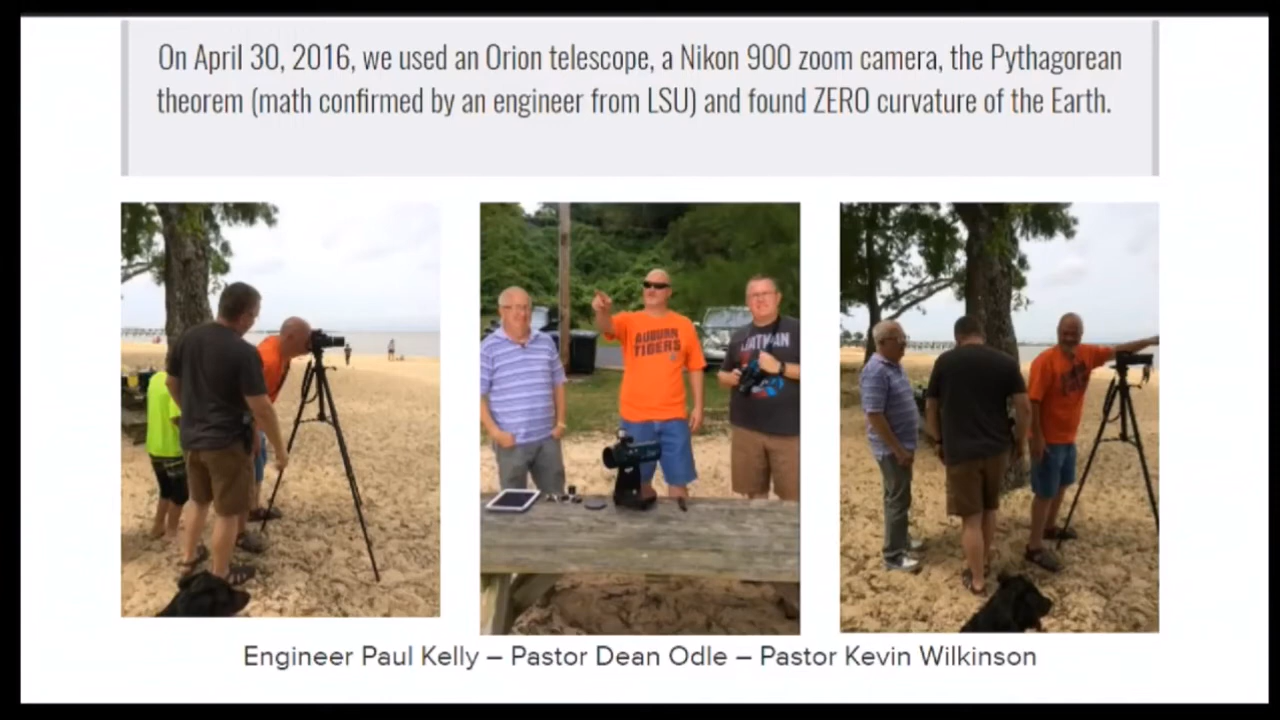 On April 30, 2016, we used an Orion telescope, a Nikon 900 zoom camera, the Pythagorean
theorem (math confirmed by an engineer from LSU) and found ZERO curvature of the Earth.
AUBURN
TIGERS
Engineer Paul Kelly – Pastor Dean Odle – Pastor Kevin Wilkinson